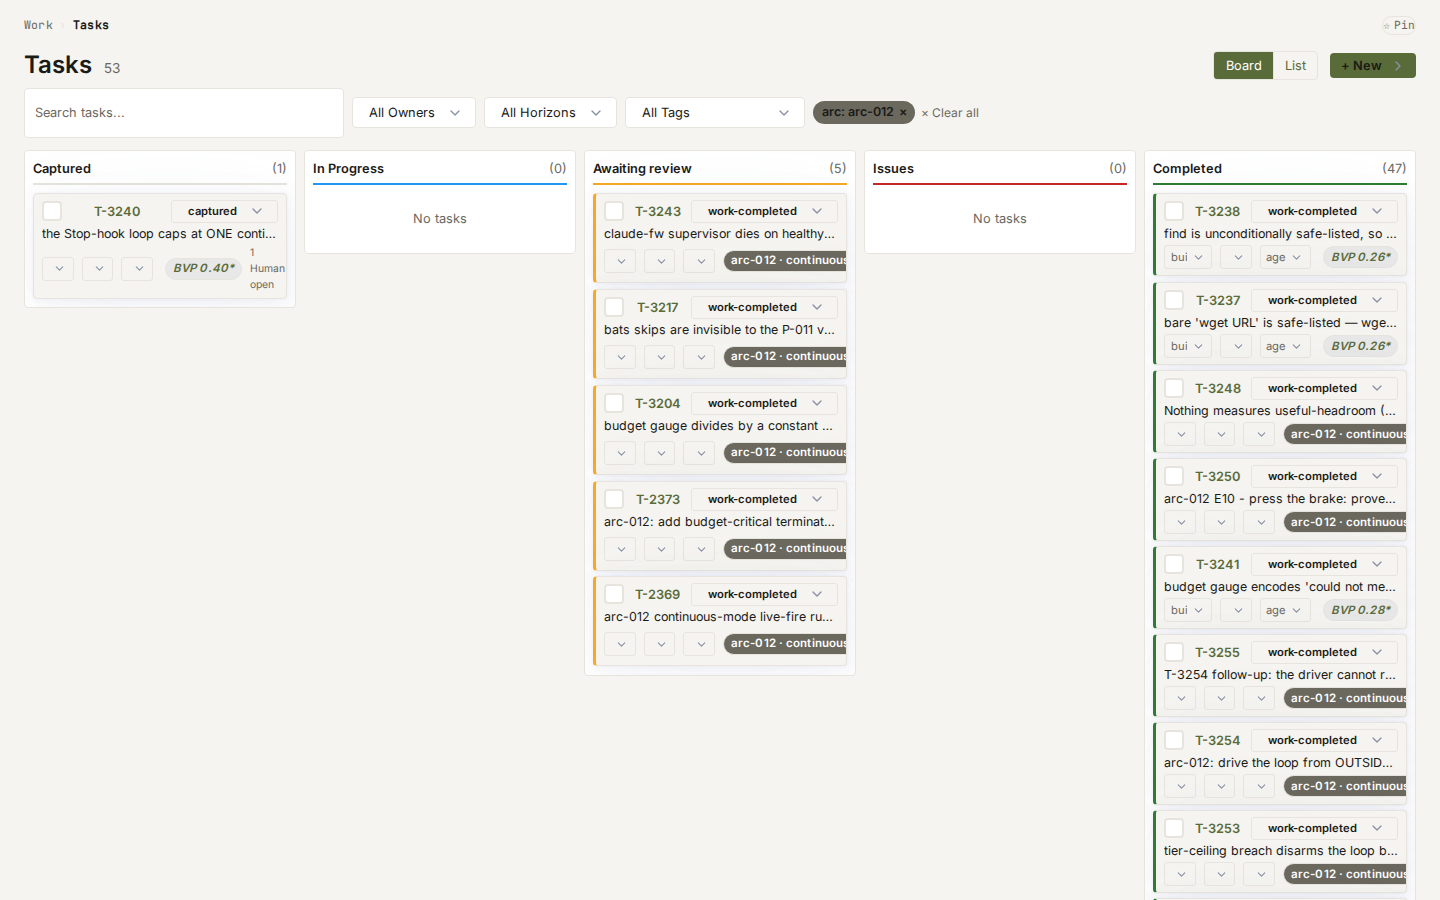 Work › Tasks
☆ Pin
Tasks 53
Board List + New
Search tasks...
All Owners All Horizons All Tags arc: arc-012 × × Clear all
Captured (1)
T-3240 captured
the Stop-hook loop caps at ONE conti...
BVP 0.40* 1 Human open
In Progress (0)
No tasks
Awaiting review (5)
T-3243 work-completed
claude-fw supervisor dies on healthy...
arc-012 · continuous
T-3217 work-completed
bats skips are invisible to the P-011 v...
arc-012 · continuous
T-3204 work-completed
budget gauge divides by a constant ...
arc-012 · continuous
T-2373 work-completed
arc-012: add budget-critical terminat...
arc-012 · continuous
T-2369 work-completed
arc-012 continuous-mode live-fire ru...
arc-012 · continuous
Issues (0)
No tasks
Completed (47)
T-3238 work-completed
find is unconditionally safe-listed, so ...
bui age BVP 0.26*
T-3237 work-completed
bare 'wget URL' is safe-listed — wge...
bui age BVP 0.26*
T-3248 work-completed
Nothing measures useful-headroom (...
arc-012 · continuous
T-3250 work-completed
arc-012 E10 - press the brake: prove...
arc-012 · continuous
T-3241 work-completed
budget gauge encodes 'could not me...
bui age BVP 0.28*
T-3255 work-completed
T-3254 follow-up: the driver cannot r...
arc-012 · continuous
T-3254 work-completed
arc-012: drive the loop from OUTSID...
arc-012 · continuous
T-3253 work-completed
tier-ceiling breach disarms the loop b...
arc-012 · continuous